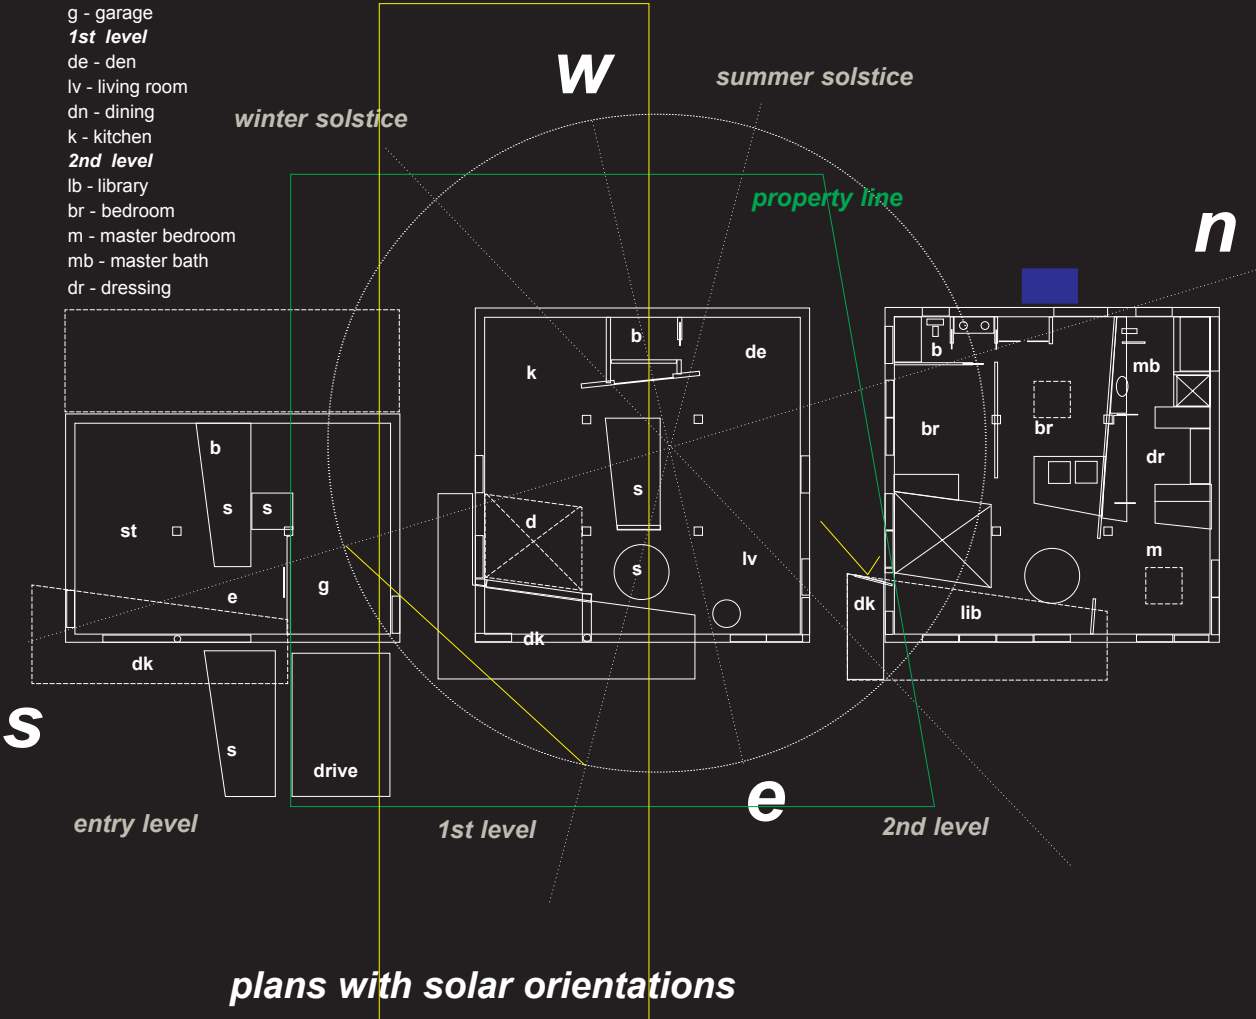 g - garage
1st level
de - den
lv - living room
dn - dining
k - kitchen
2nd level
lb - library
br - bedroom
m - master bedroom
mb - master bath
dr - dressing
w
summer solstice
winter solstice
property line
n
b
s
s
st
g
e
dk
s
drive
s
entry level
b
de
k
s
d
lv
s
dk
e
1st level
b
mb
br
br
dr
m
dk
lib
2nd level
plans with solar orientations